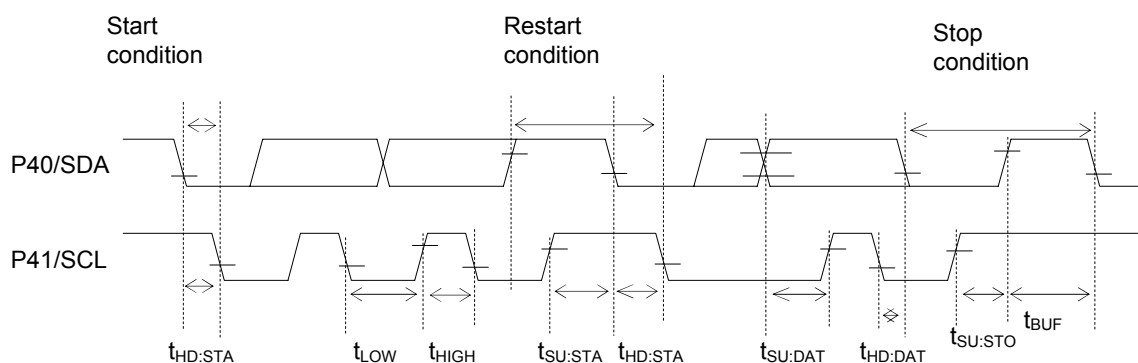 Start
condition
Restart
condition
Stop
condition
P40/SDA
P41/SCL
tHD:STA
tLOW
tHIGH
tSU:STA
tHD:STA
tSU:DAT
tHD:DAT
tSU:STO
tBUF